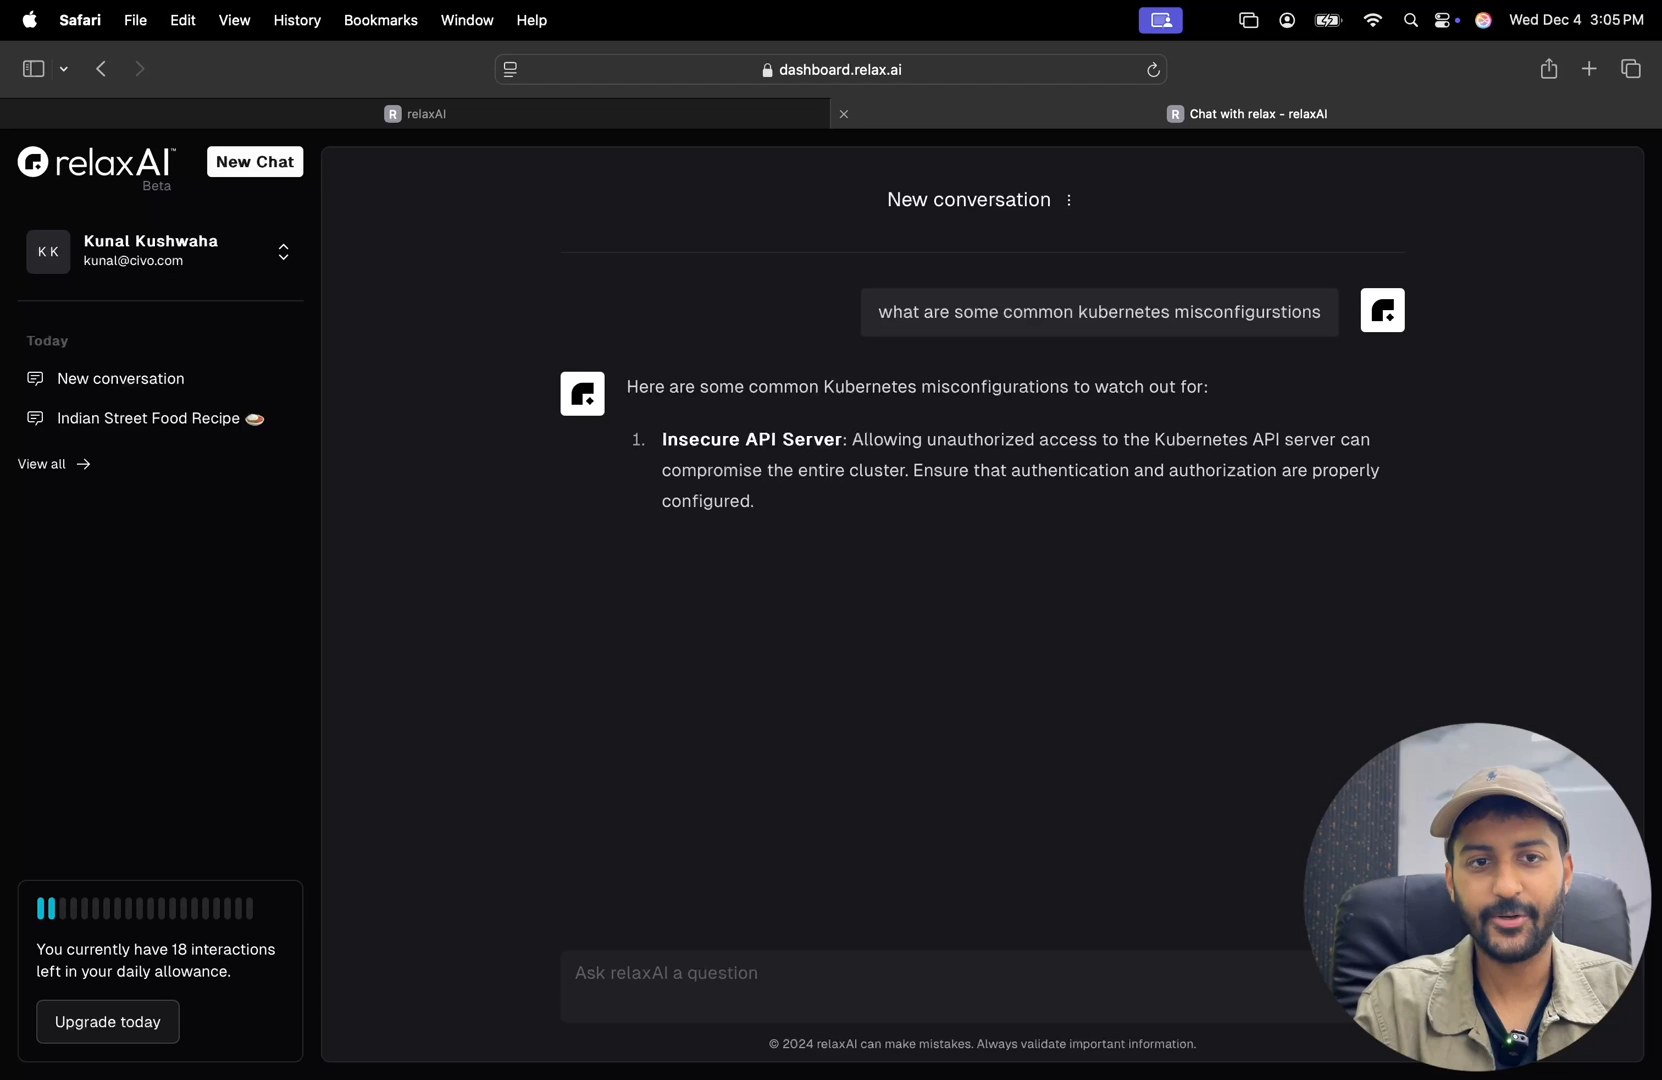 Safari File Edit View History Bookmarks Window Help Wed Dec 4 3:05 PM
dashboard.relax.ai
R relaxAI
R Chat with relax - relaxAI
relaxAI™
Beta
New Chat
K K
Kunal Kushwaha
kunal@civo.com
Today
New conversation
Indian Street Food Recipe 🍛
View all →
You currently have 18 interactions
left in your daily allowance.
Upgrade today
New conversation
what are some common kubernetes misconfigurstions
Here are some common Kubernetes misconfigurations to watch out for:
1. Insecure API Server: Allowing unauthorized access to the Kubernetes API server can
compromise the entire cluster. Ensure that authentication and authorization are properly
configured.
Ask relaxAI a question
© 2024 relaxAI can make mistakes. Always validate important information.